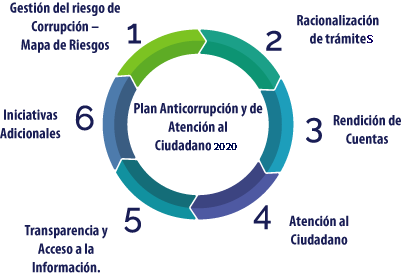 Gestión del riesgo de
Corrupción –
Mapa de Riesgos
1
2
Racionalización
de trámites
3
Rendición de
Cuentas
4
Atención al
Ciudadano
5
Transparencia y
Acceso a la
Información.
6
Iniciativas
Adicionales
Plan Anticorrupción y de
Atención al
Ciudadano 2020